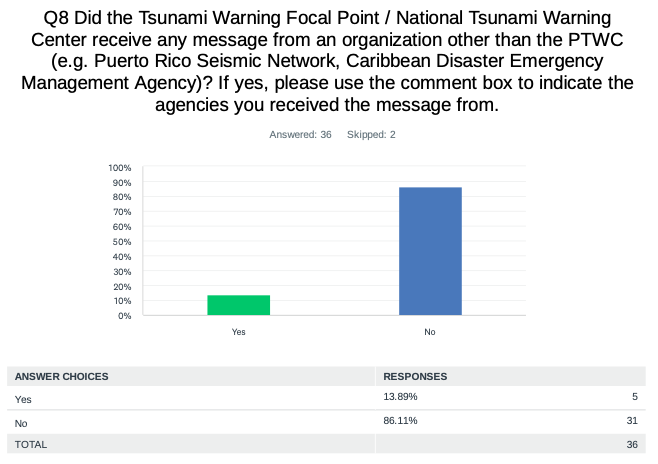 Q8 Did the Tsunami Warning Focal Point / National Tsunami Warning
Center receive any message from an organization other than the PTWC
(e.g. Puerto Rico Seismic Network, Caribbean Disaster Emergency
Management Agency)? If yes, please use the comment box to indicate the
agencies you received the message from.
Answered: 36 Skipped: 2
100%
90%
80%
70%
60%
50%
40%
30%
20%
10%
0%
Yes No
ANSWER CHOICES RESPONSES
Yes 13.89% 5
No 86.11% 31
TOTAL 36